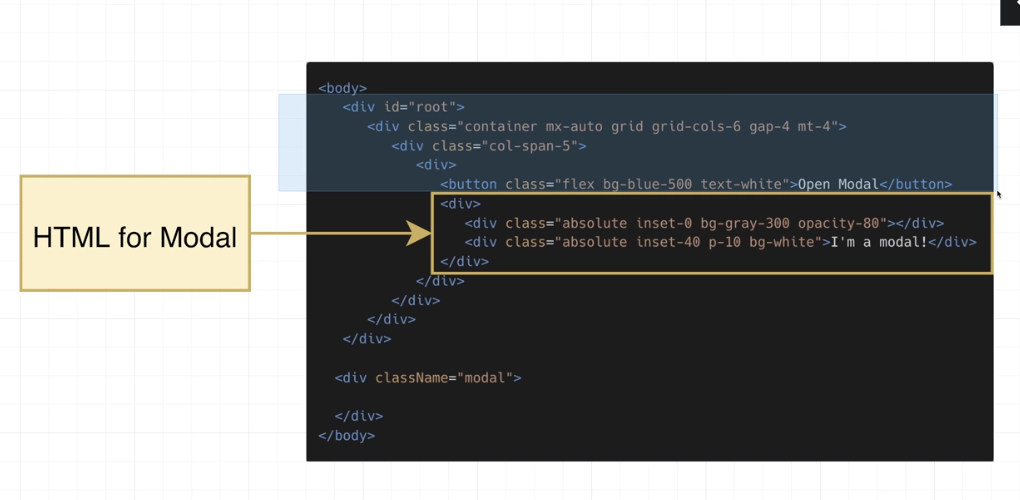 <body>
<div id="root">
<div class="container mx-auto grid grid-cols-6 gap-4 mt-4">
<div class="col-span-5">
<div>
<button class="flex bg-blue-500 text-white">Open Modal</button>
HTML for Modal
<div>
<div class="absolute inset-0 bg-gray-300 opacity-80"></div>
<div class="absolute inset-40 p-10 bg-white">I'm a modal!</div>
</div>
</div>
</div>
</div>
</div>
<div className="modal">
</div>
</body>